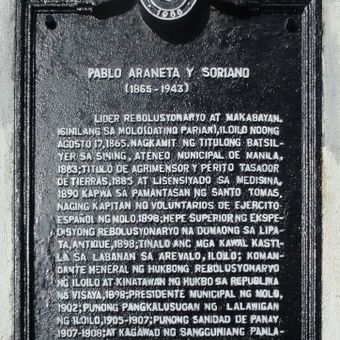 1986
PABLO ARANETA Y SORIANO
(1865-1943)
LIDER REBOLUSYONARYO AT MAKABAYAN.
ISINILANG SA MOLO(DATING PARIAN),ILOILO NOONG
AGOSTO 17,1865.NAGKAMIT NG TITULONG BATSIL-
YER SA SINING, ATENEO MUNICIPAL DE MANILA,
1883;TITULO DE AGRIMENSOR Y PERITO TASADOR
DE TIERRAS,1885 AT LISENSIYADO SA MEDISINA,
1890 KAPWA SA PAMANTASAN NG SANTO TOMAS.
NAGING KAPITAN NG VOLUNTARIOS DE EJERCITO
ESPAÑOL NG MOLO,1898;HEPE SUPERIOR NG EKSPE-
DISYONG REBOLUSYONARYO NA DUMAONG SA LIPA-
TA,ANTIQUE,1898;TINALO ANG MGA KAWAL KASTI-
LA SA LABANAN SA AREVALO, ILOILO; KOMAN-
DANTE HENERAL NG HUKBONG REBOLUSYONARYO
NG ILOILO AT KINATAWAN NG HUKBO SA REPUBLIKA
NA VISAYA,1898;PRESIDENTE MUNICIPAL NG MOLO,
1902;PUNONG PANGKALUSUGAN NG LALAWIGAN
NG ILOILO,1905-1907;PUNONG SANIDAD DE PANAY,
1907-1908;AT KAGAWAD NG SANGGUNIANG PANLA-